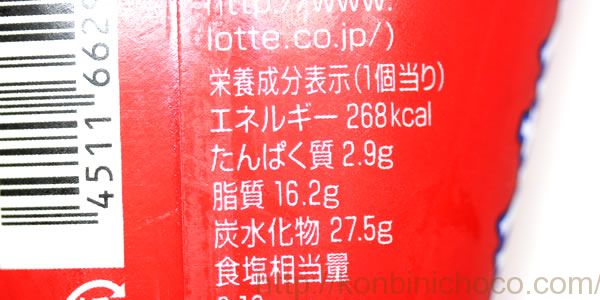 http://www.
lotte.co.jp/)
栄養成分表示(1個当り)
エネルギー 268kcal
たんぱく質 2.9g
脂質 16.2g
炭水化物 27.5g
食塩相当量
http://konbinichoco.com/